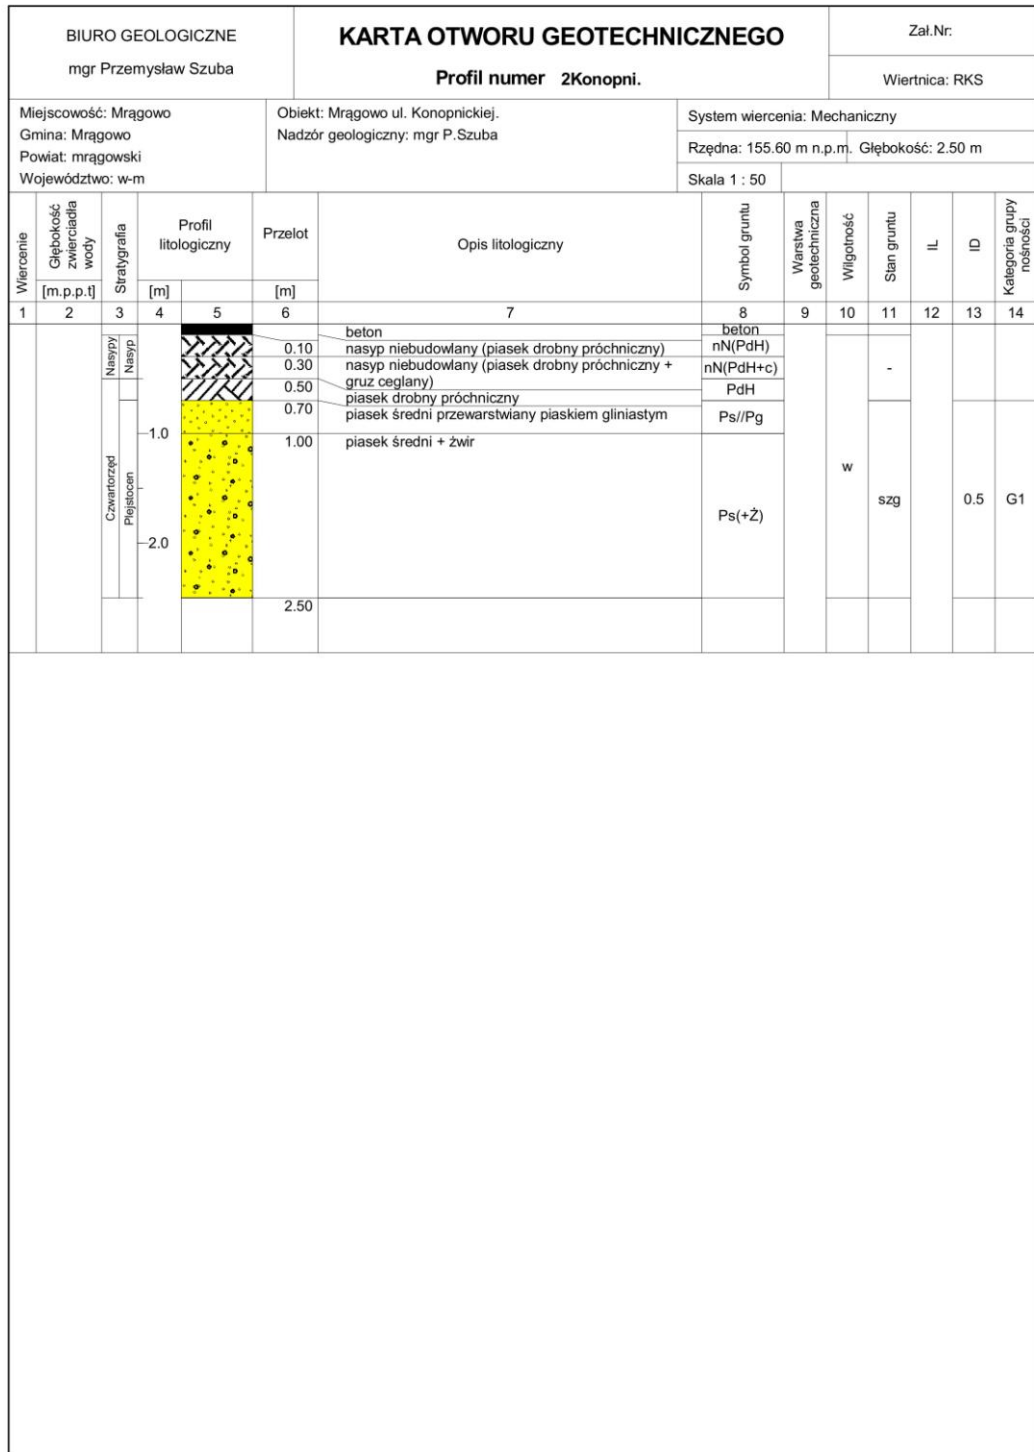 BIURO GEOLOGICZNE
mgr Przemysław Szuba
KARTA OTWORU GEOTECHNICZNEGO
Profil numer 2Konopni.
Zał.Nr:
Wiertnica: RKS
Miejscowość: Mrągowo
Gmina: Mrągowo
Powiat: mrągowski
Województwo: w-m
Obiekt: Mrągowo ul. Konopnickiej.
Nadzór geologiczny: mgr P.Szuba
System wiercenia: Mechaniczny
Rzędna: 155.60 m n.p.m. Głębokość: 2.50 m
Skala 1 : 50
Wiercenie
Głębokość
zwierciadła
wody
[m.p.p.t]
Stratygrafia
Profil
litologiczny
[m]
Przelot
[m]
Opis litologiczny
Symbol gruntu
Warstwa
geotechniczna
Wilgotność
Stan gruntu
IL
ID
Kategoria grupy
nośności
1 2 3 4 5 6 7 8 9 10 11 12 13 14
beton beton
0.10 nasyp niebudowlany (piasek drobny próchniczny) nN(PdH)
0.30 nasyp niebudowlany (piasek drobny próchniczny +
gruz ceglany) nN(PdH+c) -
0.50 piasek drobny próchniczny PdH
0.70 piasek średni przewarstwiany piaskiem gliniastym Ps//Pg
1.00 piasek średni + żwir Ps(+Ż)
2.50
Nasypy
Nasyp
Czwartorzęd
Plejstocen
1.0
2.0
w
szg
0.5
G1